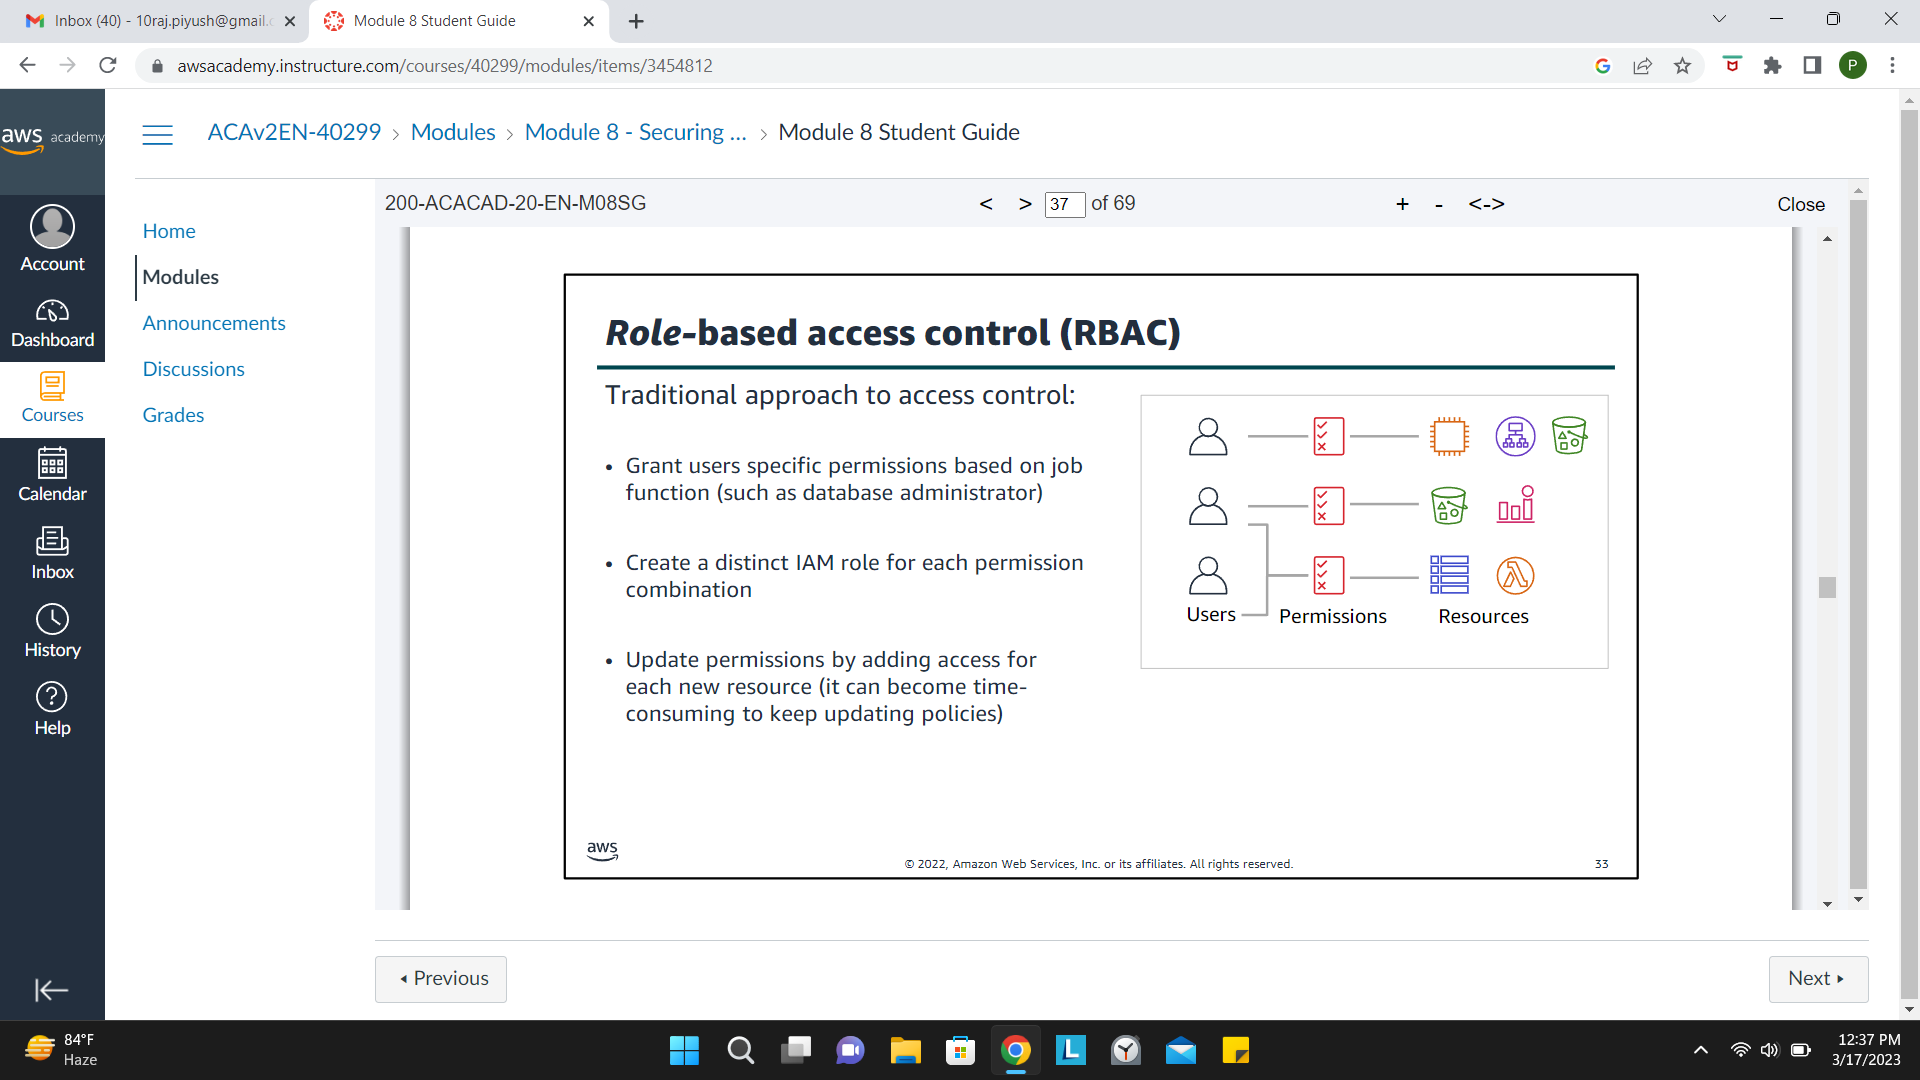 Inbox (40) - 10raj.piyush@gmail.c
Module 8 Student Guide
awsacademy.instructure.com/courses/40299/modules/items/3454812
P
aws academy
ACAv2EN-40299 > Modules > Module 8 - Securing ... > Module 8 Student Guide
Account
Dashboard
Courses
Calendar
Inbox
History
Help
Home
Modules
Announcements
Discussions
Grades
200-ACACAD-20-EN-M08SG
< > 37 of 69
+ - <->
Close
Role-based access control (RBAC)
Traditional approach to access control:
• Grant users specific permissions based on job
function (such as database administrator)
• Create a distinct IAM role for each permission
combination
• Update permissions by adding access for
each new resource (it can become time-
consuming to keep updating policies)
Users
Permissions
Resources
aws
© 2022, Amazon Web Services, Inc. or its affiliates. All rights reserved.
33
Previous
Next
84°F
Haze
L
12:37 PM
3/17/2023